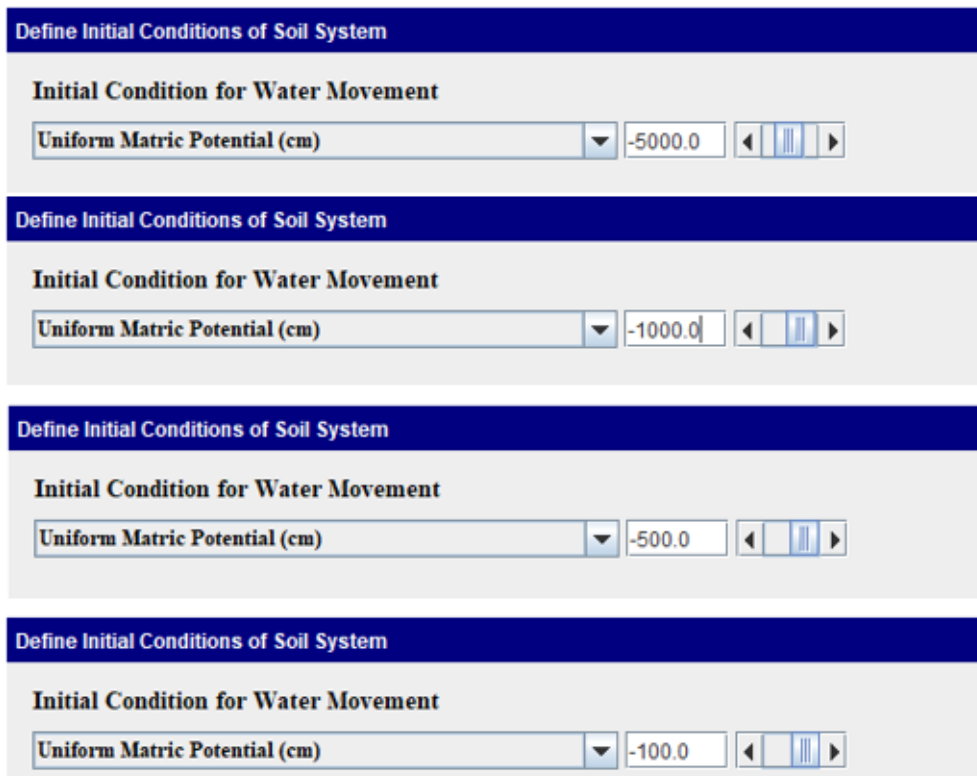 Define Initial Conditions of Soil System
Initial Condition for Water Movement
Uniform Matric Potential (cm) -5000.0
Define Initial Conditions of Soil System
Initial Condition for Water Movement
Uniform Matric Potential (cm) -1000.0
Define Initial Conditions of Soil System
Initial Condition for Water Movement
Uniform Matric Potential (cm) -500.0
Define Initial Conditions of Soil System
Initial Condition for Water Movement
Uniform Matric Potential (cm) -100.0